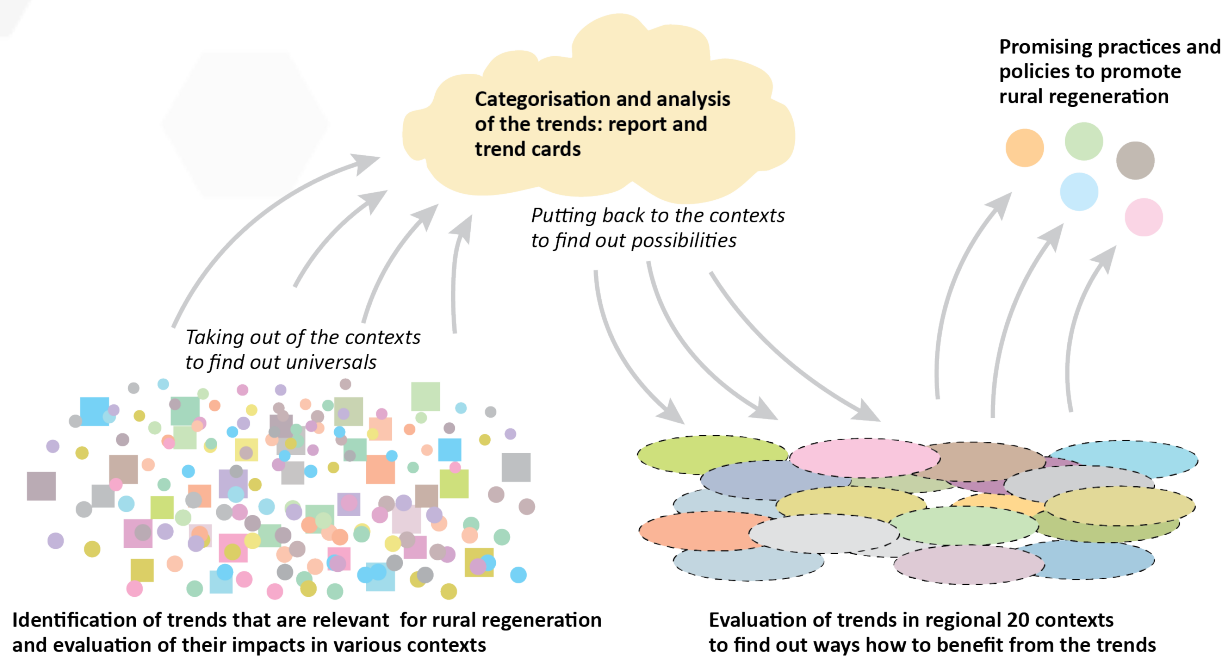 Promising practices and
policies to promote
rural regeneration
Categorisation and analysis
of the trends: report and
trend cards
Putting back to the contexts
to find out possibilities
Taking out of the contexts
to find out universals
Identification of trends that are relevant for rural regeneration
and evaluation of their impacts in various contexts
Evaluation of trends in regional 20 contexts
to find out ways how to benefit from the trends